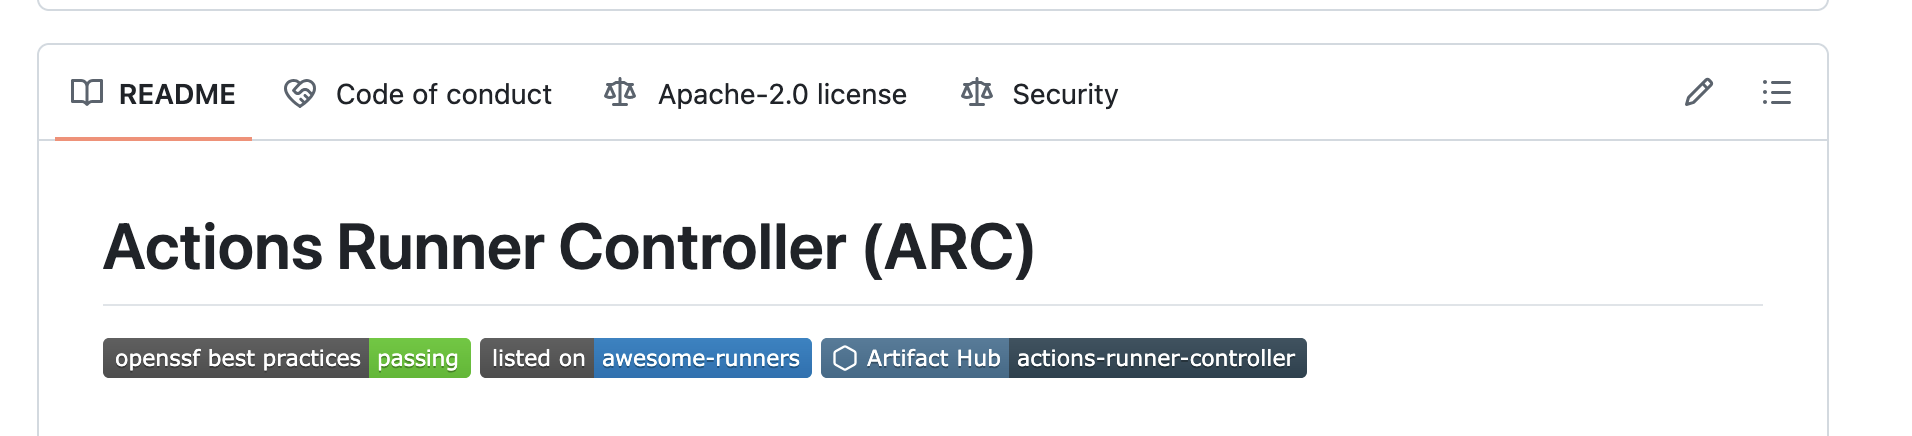 README Code of conduct Apache-2.0 license Security
Actions Runner Controller (ARC)
openssf best practices passing listed on awesome-runners Artifact Hub actions-runner-controller